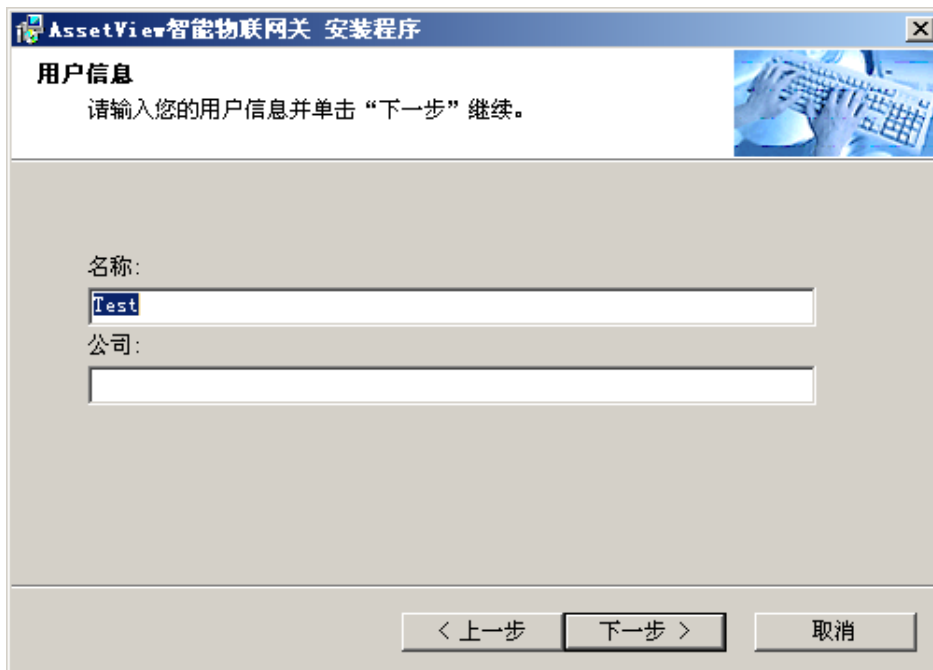 AssetView智能物联网关 安装程序
用户信息
请输入您的用户信息并单击“下一步”继续。
名称:
Test
公司:
< 上一步 下一步 > 取消